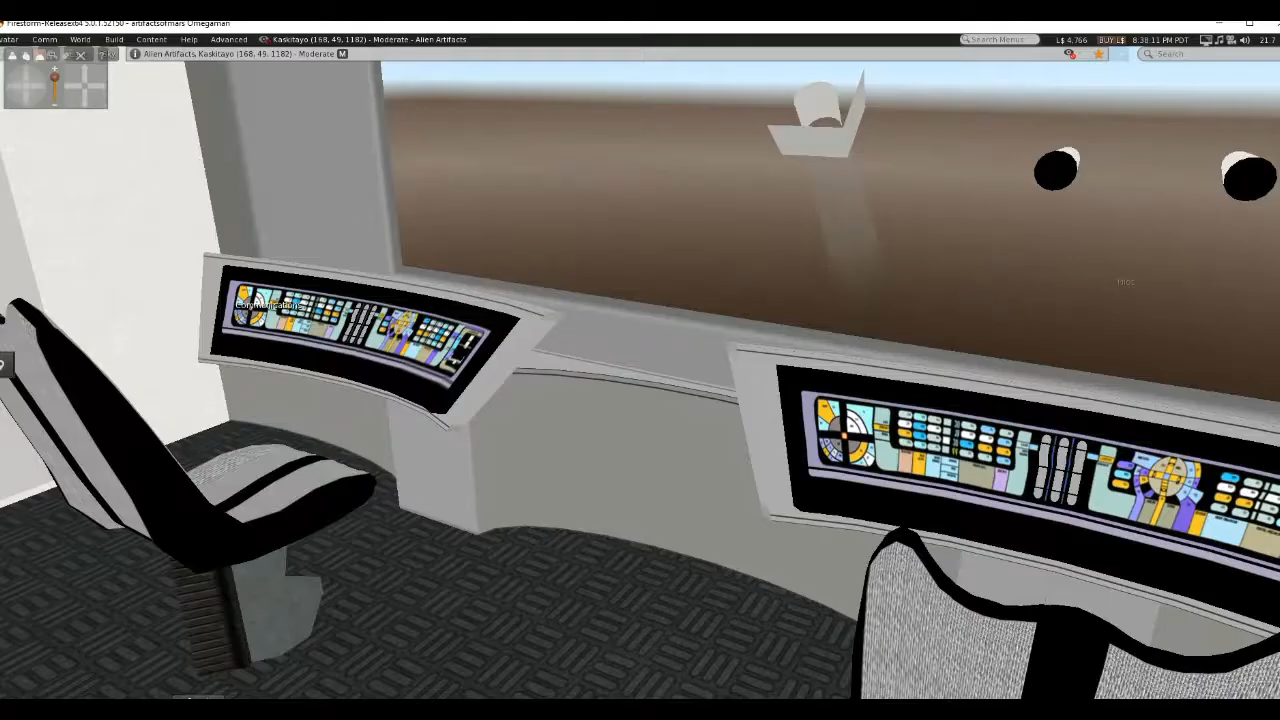 Firestorm-Releasex64 5.0.1.52150 - artifactsofmars Omegaman
vatar Comm World Build Content Help Advanced Kaskitayo (168, 49, 1182) - Moderate - Alien Artifacts Search Menus L$ 4,766 BUY L$ 8:38:11 PM PDT 21.7
Alien Artifacts, Kaskitayo (168, 49, 1182) - Moderate M Search
Communications